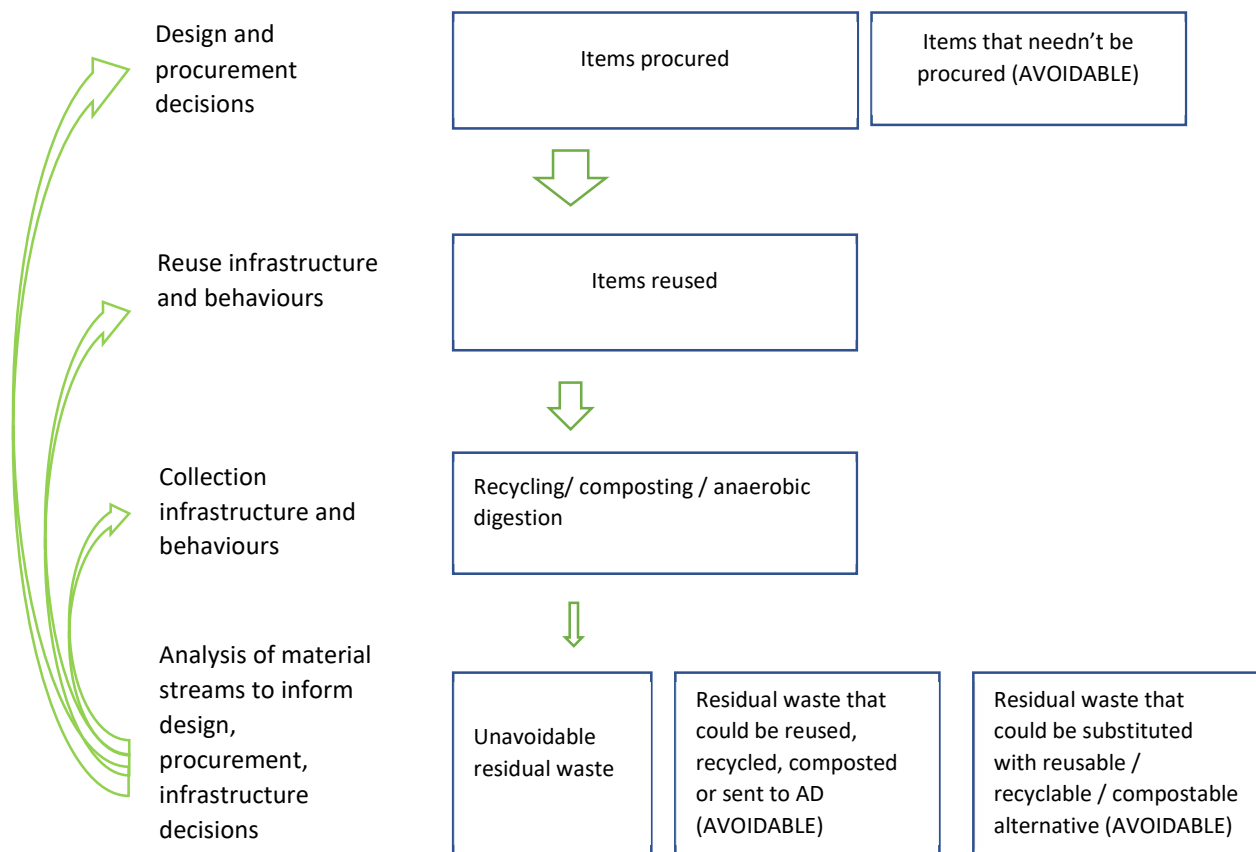 Design and
procurement
decisions
Items procured
Items that needn’t be
procured (AVOIDABLE)
Reuse infrastructure
and behaviours
Items reused
Collection
infrastructure and
behaviours
Recycling/ composting / anaerobic
digestion
Analysis of material
streams to inform
design,
procurement,
infrastructure
decisions
Unavoidable
residual waste
Residual waste that
could be reused,
recycled, composted
or sent to AD
(AVOIDABLE)
Residual waste that
could be substituted
with reusable /
recyclable / compostable
alternative (AVOIDABLE)